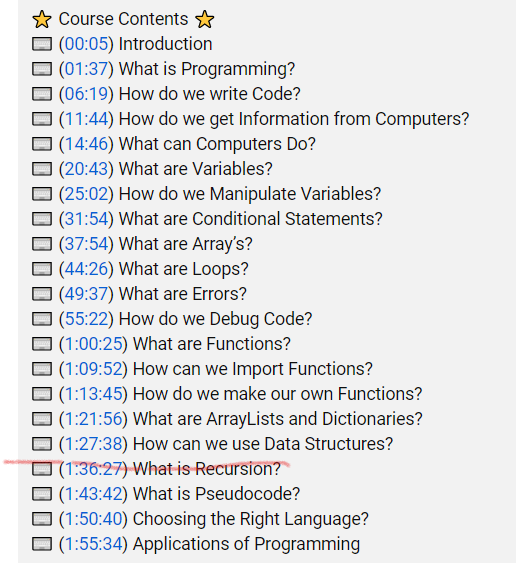 ⭐ Course Contents ⭐
⌨️ (00:05) Introduction
⌨️ (01:37) What is Programming?
⌨️ (06:19) How do we write Code?
⌨️ (11:44) How do we get Information from Computers?
⌨️ (14:46) What can Computers Do?
⌨️ (20:43) What are Variables?
⌨️ (25:02) How do we Manipulate Variables?
⌨️ (31:54) What are Conditional Statements?
⌨️ (37:54) What are Array’s?
⌨️ (44:26) What are Loops?
⌨️ (49:37) What are Errors?
⌨️ (55:22) How do we Debug Code?
⌨️ (1:00:25) What are Functions?
⌨️ (1:09:52) How can we Import Functions?
⌨️ (1:13:45) How do we make our own Functions?
⌨️ (1:21:56) What are ArrayLists and Dictionaries?
⌨️ (1:27:38) How can we use Data Structures?
⌨️ (1:36:27) What is Recursion?
⌨️ (1:43:42) What is Pseudocode?
⌨️ (1:50:40) Choosing the Right Language?
⌨️ (1:55:34) Applications of Programming